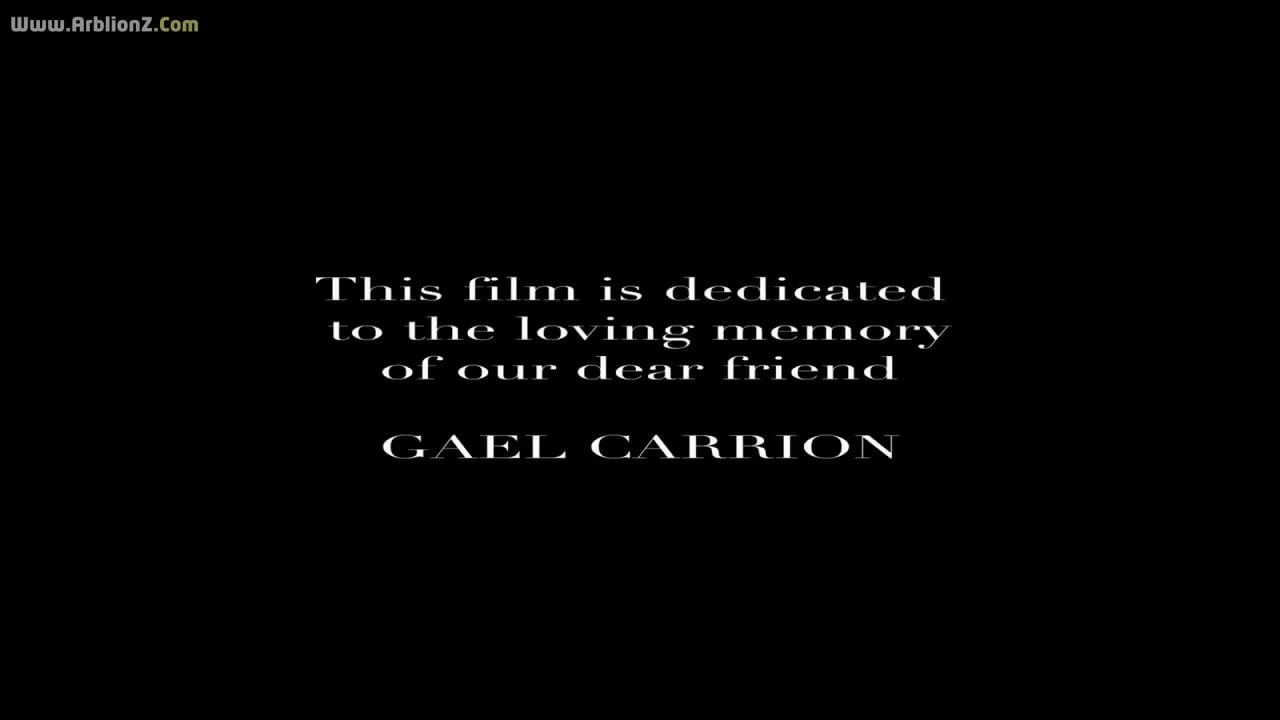 Www.ArblionZ.Com
This film is dedicated
to the loving memory
of our dear friend
GAEL CARRION